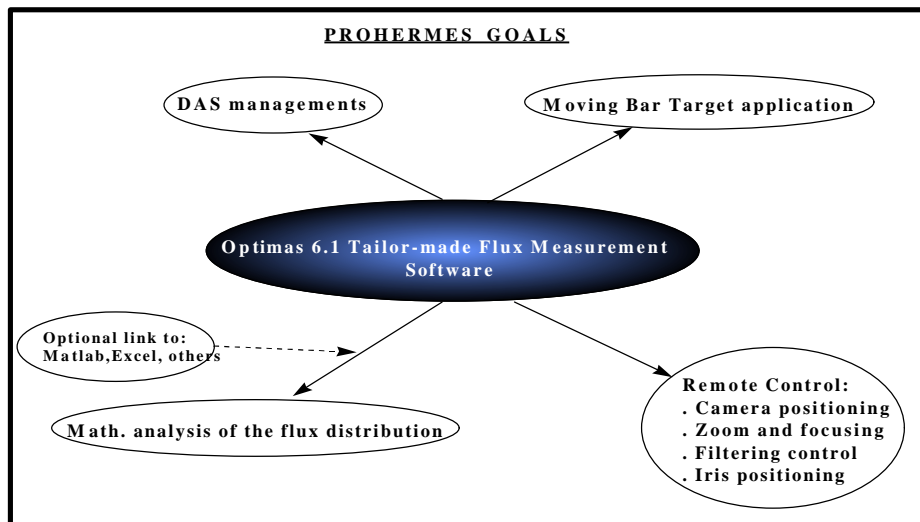 PROHERMES GOALS
DAS managements
Moving Bar Target application
Optimas 6.1 Tailor-made Flux Measurement
Software
Optional link to:
Matlab,Excel, others
Math. analysis of the flux distribution
Remote Control:
. Camera positioning
. Zoom and focusing
. Filtering control
. Iris positioning